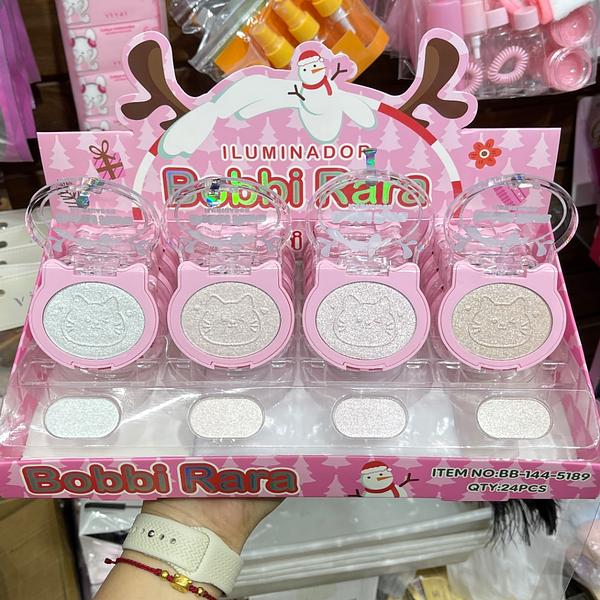 ILUMINADOR
Bobbi Rara
Bobbi Rara
ITEM NO:BB-144-5189
QTY:24PCS